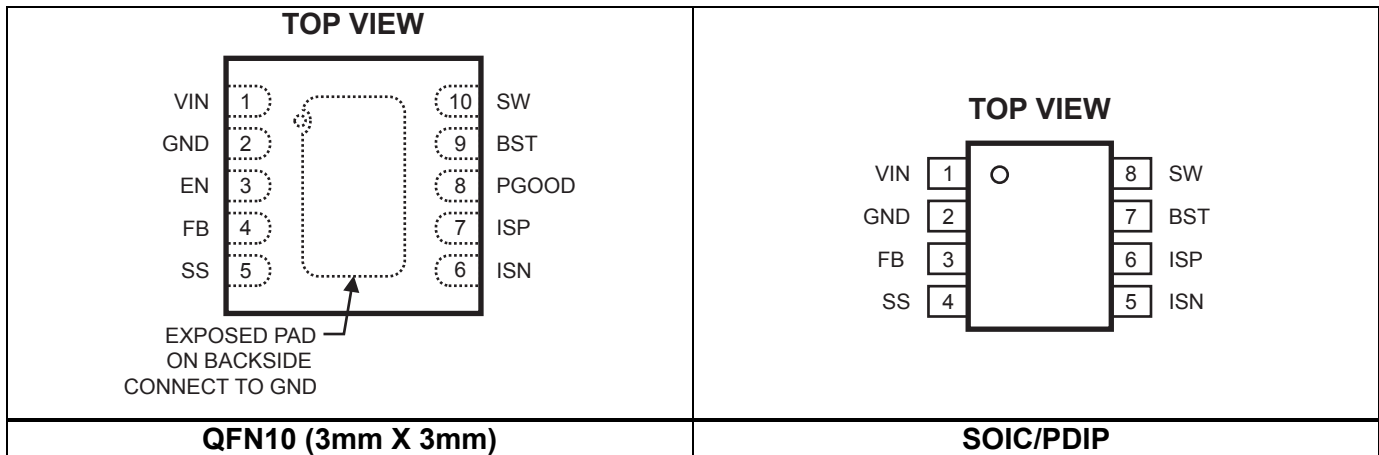 TOP VIEW
VIN 1 10 SW
GND 2 9 BST
EN 3 8 PGOOD
FB 4 7 ISP
SS 5 6 ISN
EXPOSED PAD
ON BACKSIDE
CONNECT TO GND
QFN10 (3mm X 3mm)
TOP VIEW
VIN 1 8 SW
GND 2 7 BST
FB 3 6 ISP
SS 4 5 ISN
SOIC/PDIP